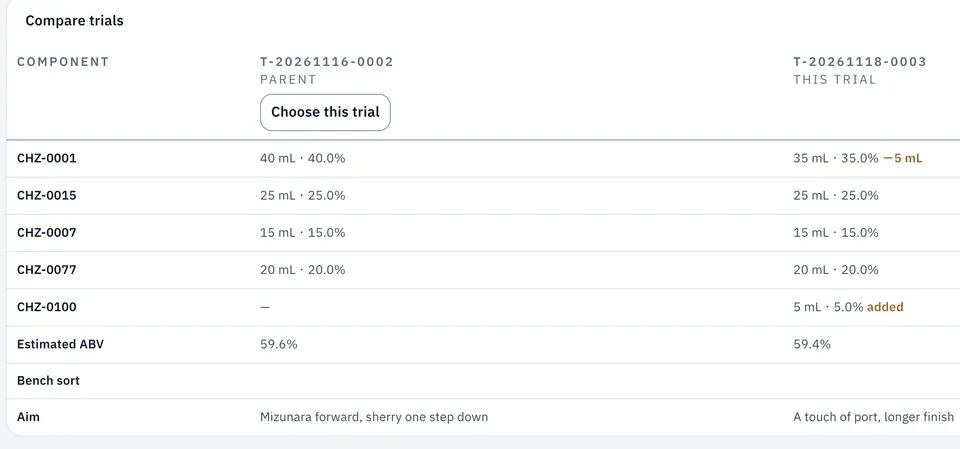 Compare trials
COMPONENT T-20261116-0002 T-20261118-0003
PARENT THIS TRIAL
Choose this trial
CHZ-0001 40 mL · 40.0% 35 mL · 35.0% −5 mL
CHZ-0015 25 mL · 25.0% 25 mL · 25.0%
CHZ-0007 15 mL · 15.0% 15 mL · 15.0%
CHZ-0077 20 mL · 20.0% 20 mL · 20.0%
CHZ-0100 — 5 mL · 5.0% added
Estimated ABV 59.6% 59.4%
Bench sort
Aim Mizunara forward, sherry one step down A touch of port, longer finish